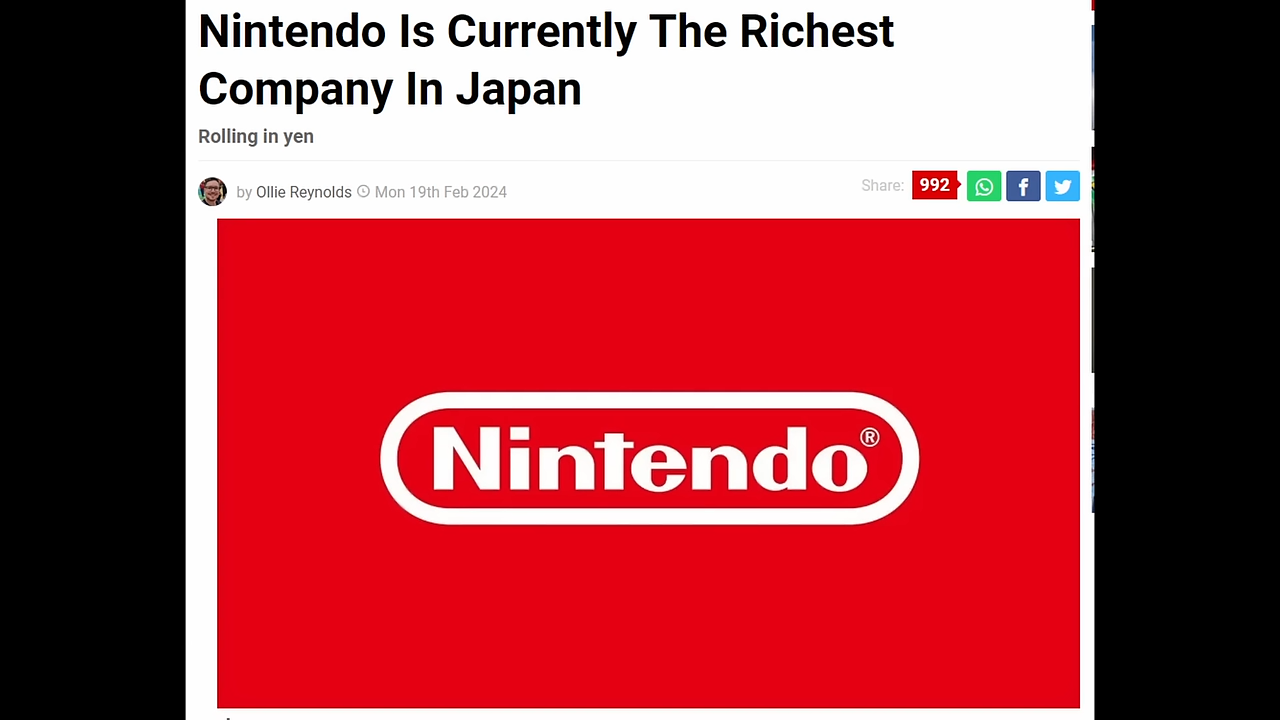 Nintendo Is Currently The Richest
Company In Japan
Rolling in yen
by Ollie Reynolds Mon 19th Feb 2024
Share: 992
Nintendo®